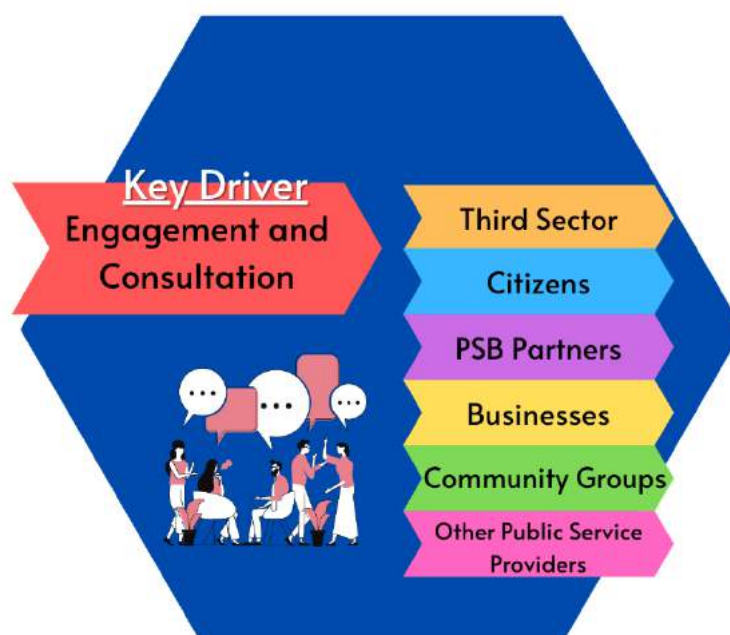 Key Driver
Engagement and
Consultation
Third Sector
Citizens
PSB Partners
Businesses
Community Groups
Other Public Service
Providers